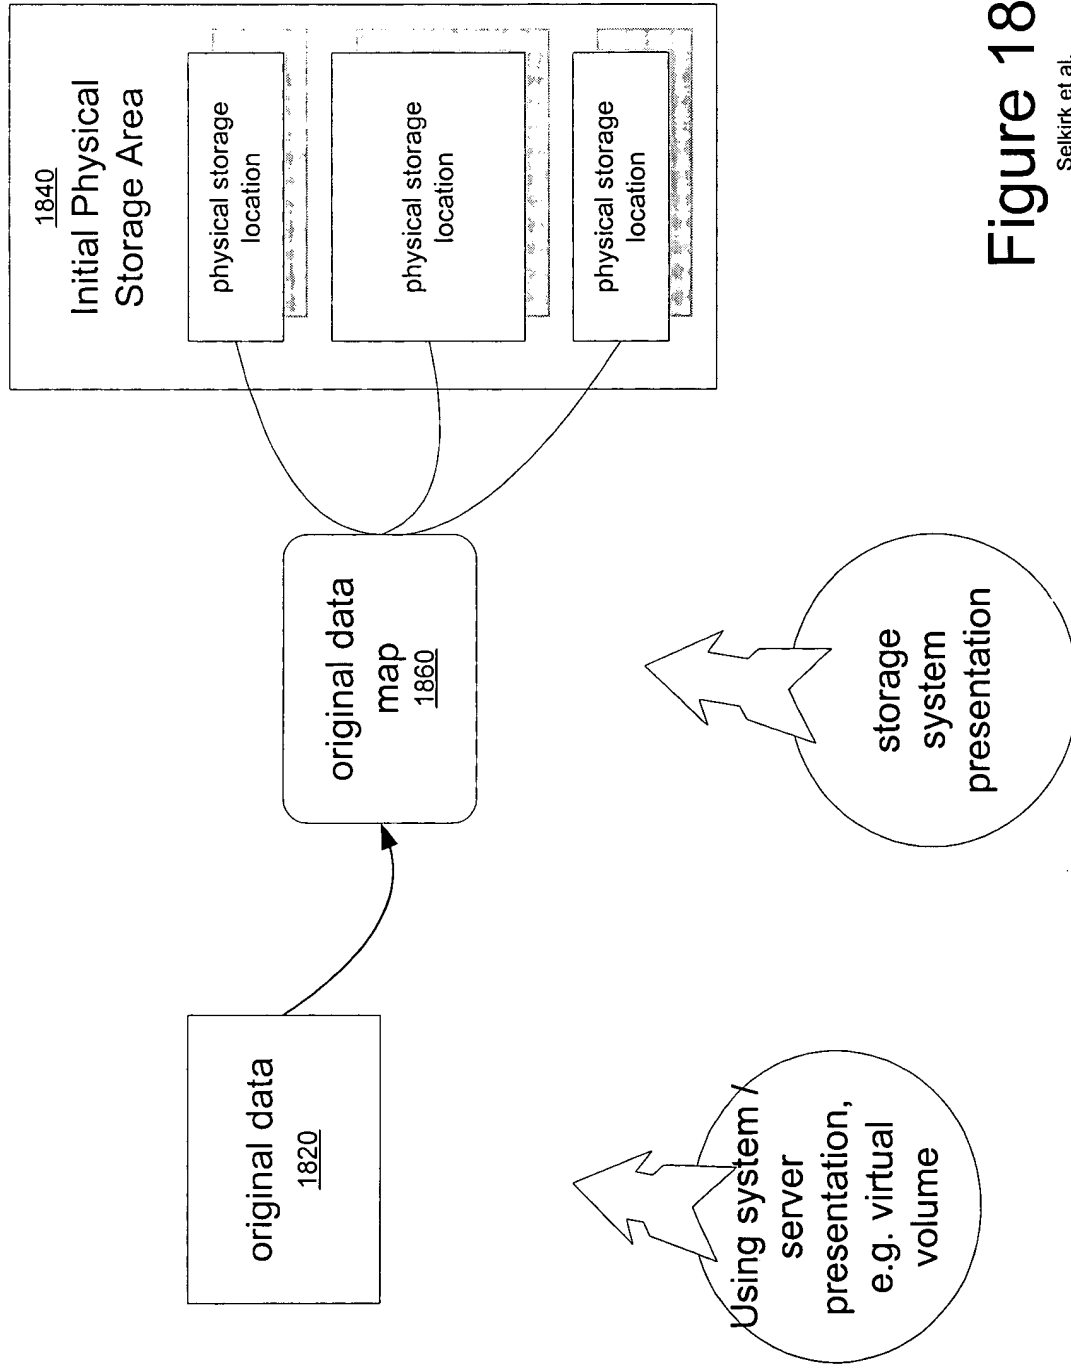 original data
1820
original data
map
1860
1840
Initial Physical
Storage Area
physical storage
location
physical storage
location
physical storage
location
Using system /
server
presentation,
e.g. virtual
volume
storage
system
presentation
Figure 18
Selkirk et al.